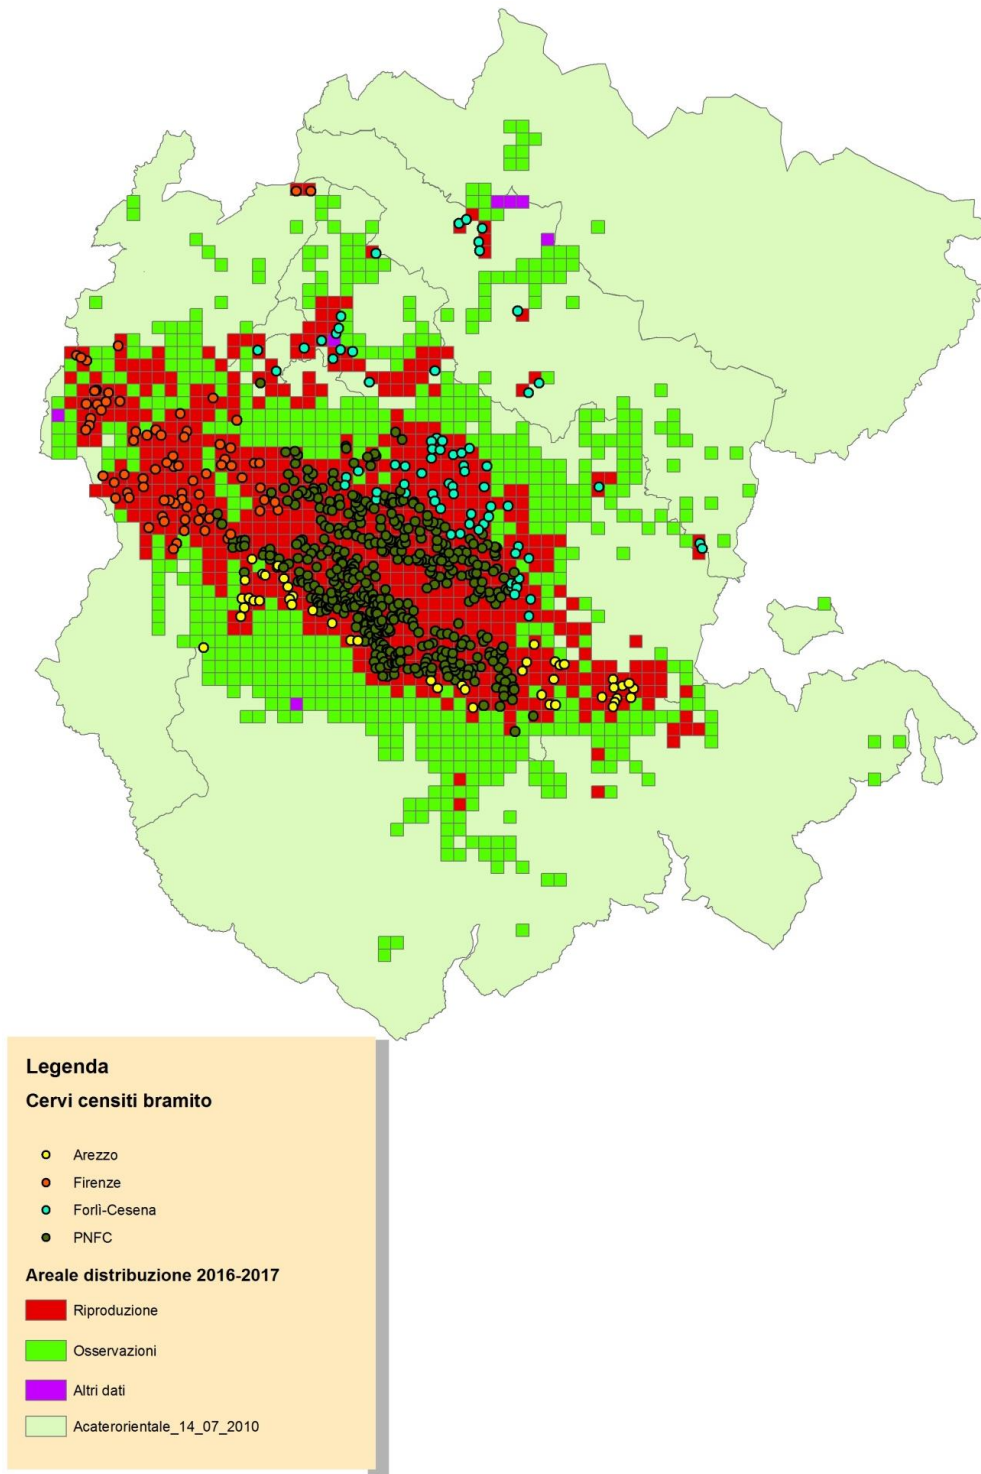 Legenda
Cervi censiti bramito
Arezzo
Firenze
Forlì-Cesena
PNFC
Areale distribuzione 2016-2017
Riproduzione
Osservazioni
Altri dati
Acaterorientale_14_07_2010